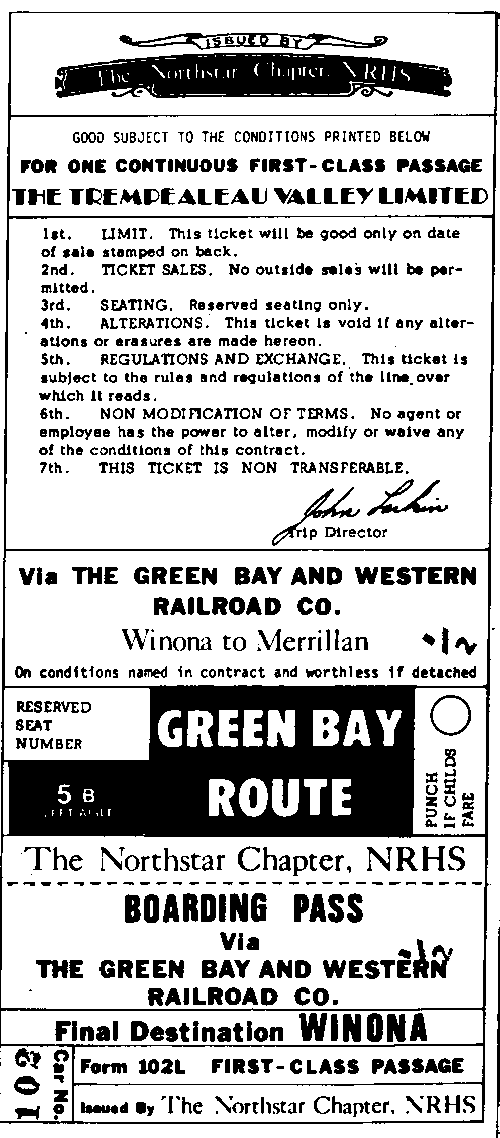 ISSUED BY
The Northstar Chapter, NRHS
GOOD SUBJECT TO THE CONDITIONS PRINTED BELOW
FOR ONE CONTINUOUS FIRST-CLASS PASSAGE
THE TREMPEALEAU VALLEY LIMITED
1st. LIMIT. This ticket will be good only on date
of sale stamped on back.
2nd. TICKET SALES. No outside sales will be per-
mitted.
3rd. SEATING. Reserved seating only.
4th. ALTERATIONS. This ticket is void if any alter-
ations or erasures are made hereon.
5th. REGULATIONS AND EXCHANGE. This ticket is
subject to the rules and regulations of the line over
which it reads.
6th. NON MODIFICATION OF TERMS. No agent or
employee has the power to alter, modify or waive any
of the conditions of this contract.
7th. THIS TICKET IS NON TRANSFERABLE.
John Larkin
Trip Director
Via THE GREEN BAY AND WESTERN
RAILROAD CO.
Winona to Merrillan
On conditions named in contract and worthless if detached
RESERVED
SEAT
NUMBER
5 B
GREEN BAY
ROUTE
PUNCH
IF CHILDS
FARE
The Northstar Chapter, NRHS
BOARDING PASS
Via
THE GREEN BAY AND WESTERN
RAILROAD CO.
Final Destination WINONA
Car No.
102
Form 102L FIRST-CLASS PASSAGE
Issued By The Northstar Chapter, NRHS